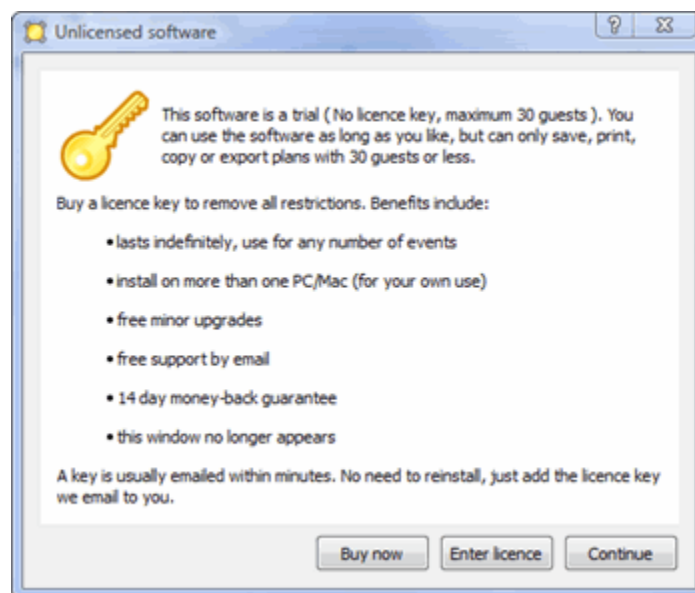 Unlicensed software
This software is a trial ( No licence key, maximum 30 guests ). You
can use the software as long as you like, but can only save, print,
copy or export plans with 30 guests or less.
Buy a licence key to remove all restrictions. Benefits include:
• lasts indefinitely, use for any number of events
• install on more than one PC/Mac (for your own use)
• free minor upgrades
• free support by email
• 14 day money-back guarantee
• this window no longer appears
A key is usually emailed within minutes. No need to reinstall, just add the licence key
we email to you.
Buy now Enter licence Continue